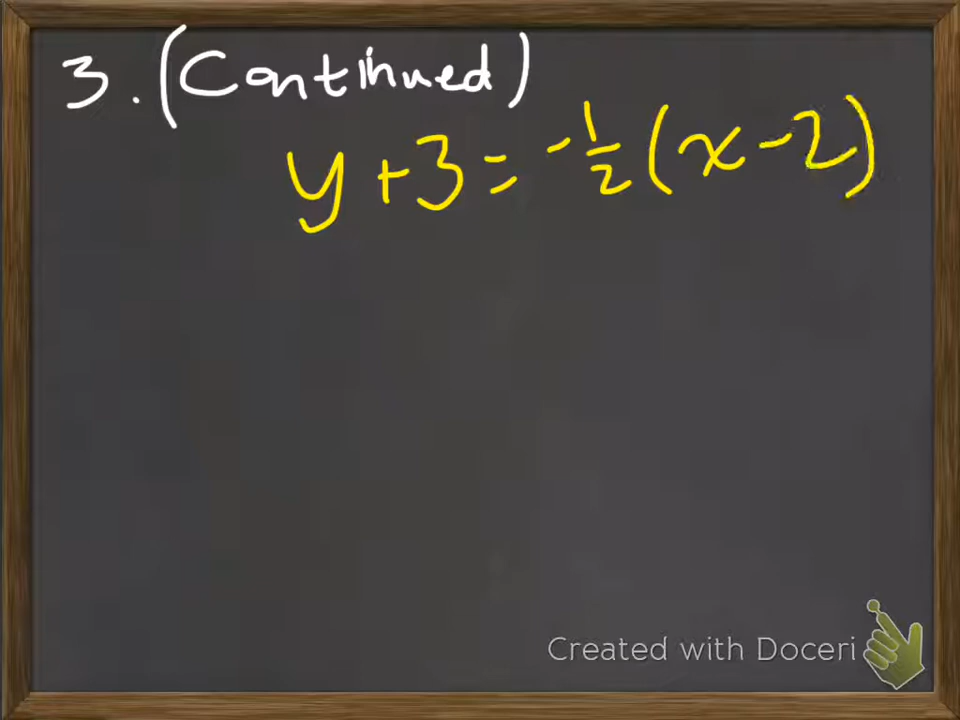 3. (Continued)
y + 3 = -1/2 (x - 2)
Created with Doceri